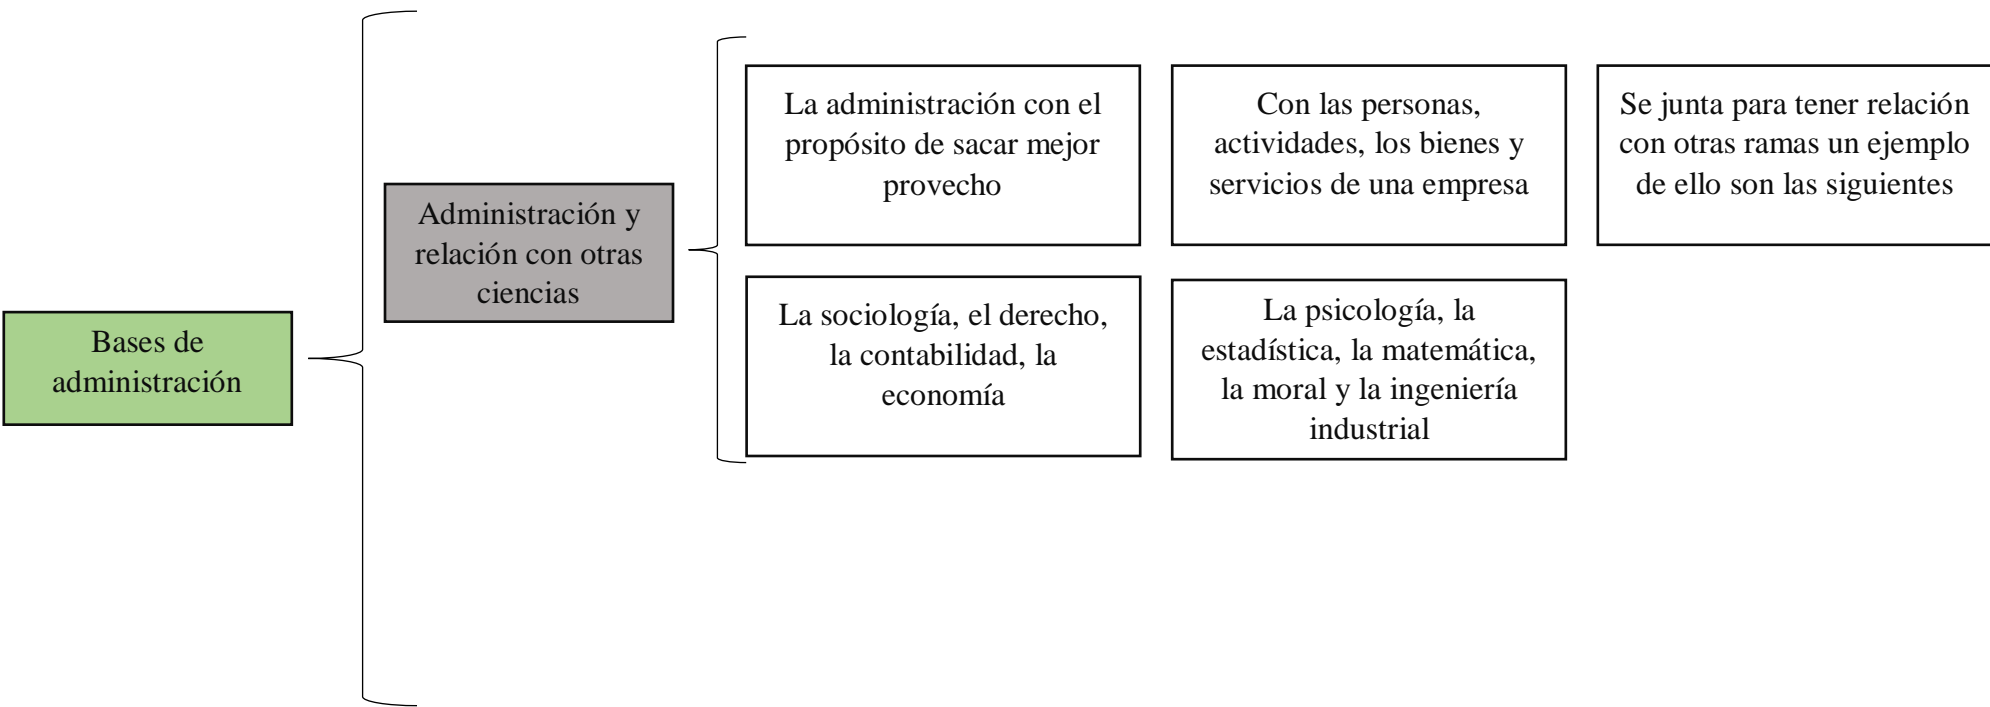 Bases de
administración
Administración y
relación con otras
ciencias
La administración con el
propósito de sacar mejor
provecho
Con las personas,
actividades, los bienes y
servicios de una empresa
Se junta para tener relación
con otras ramas un ejemplo
de ello son las siguientes
La sociología, el derecho,
la contabilidad, la
economía
La psicología, la
estadística, la matemática,
la moral y la ingeniería
industrial